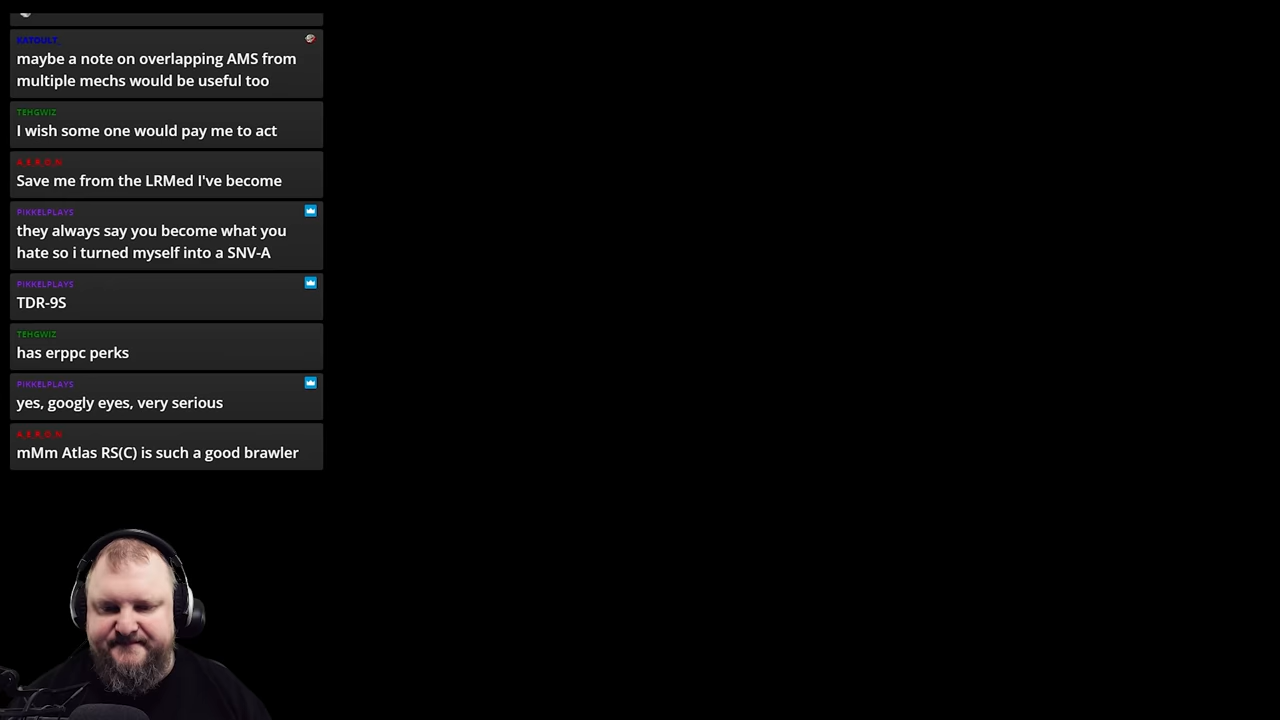 KATOULT_
maybe a note on overlapping AMS from
multiple mechs would be useful too
TEHGWIZ
I wish some one would pay me to act
A_E_R_O_N
Save me from the LRMed I've become
PIKKELPLAYS
they always say you become what you
hate so i turned myself into a SNV-A
PIKKELPLAYS
TDR-9S
TEHGWIZ
has erppc perks
PIKKELPLAYS
yes, googly eyes, very serious
A_E_R_O_N
mMm Atlas RS(C) is such a good brawler